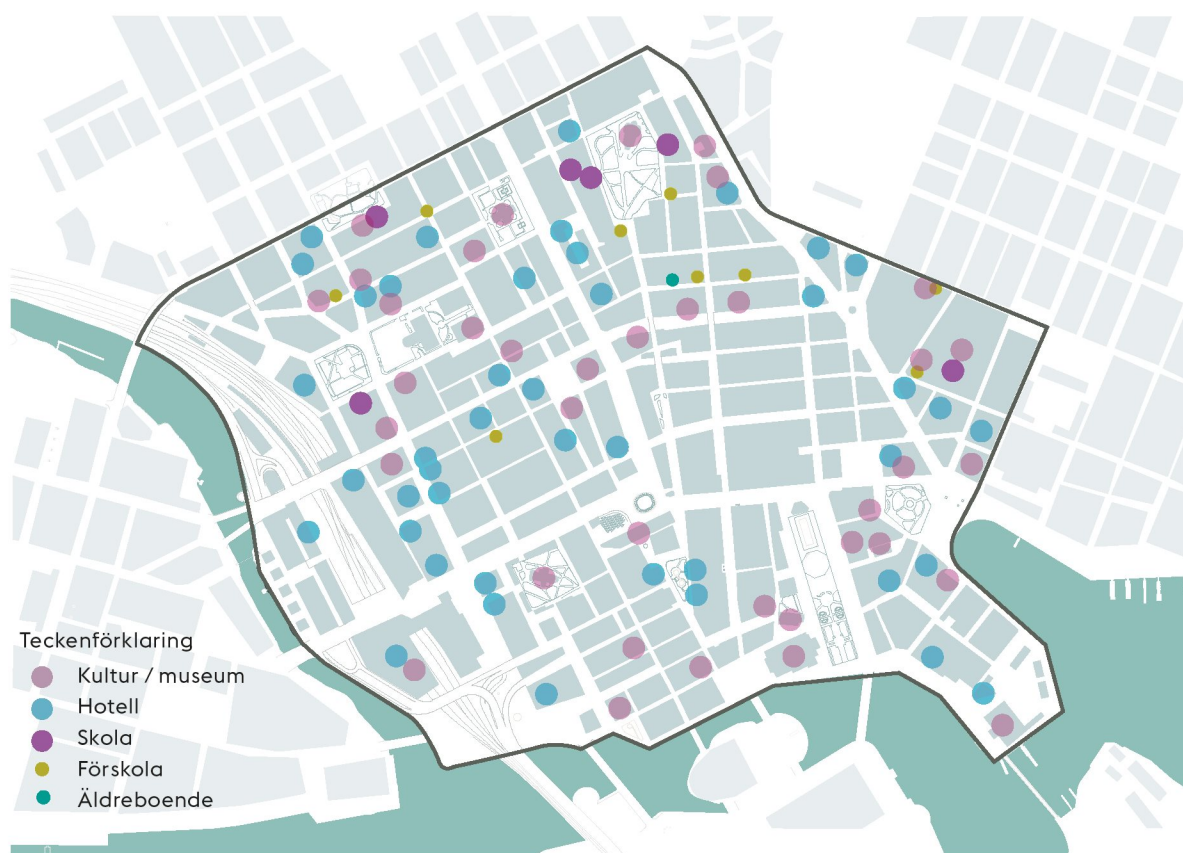 Teckenförklaring
Kultur / museum
Hotell
Skola
Förskola
Äldreboende